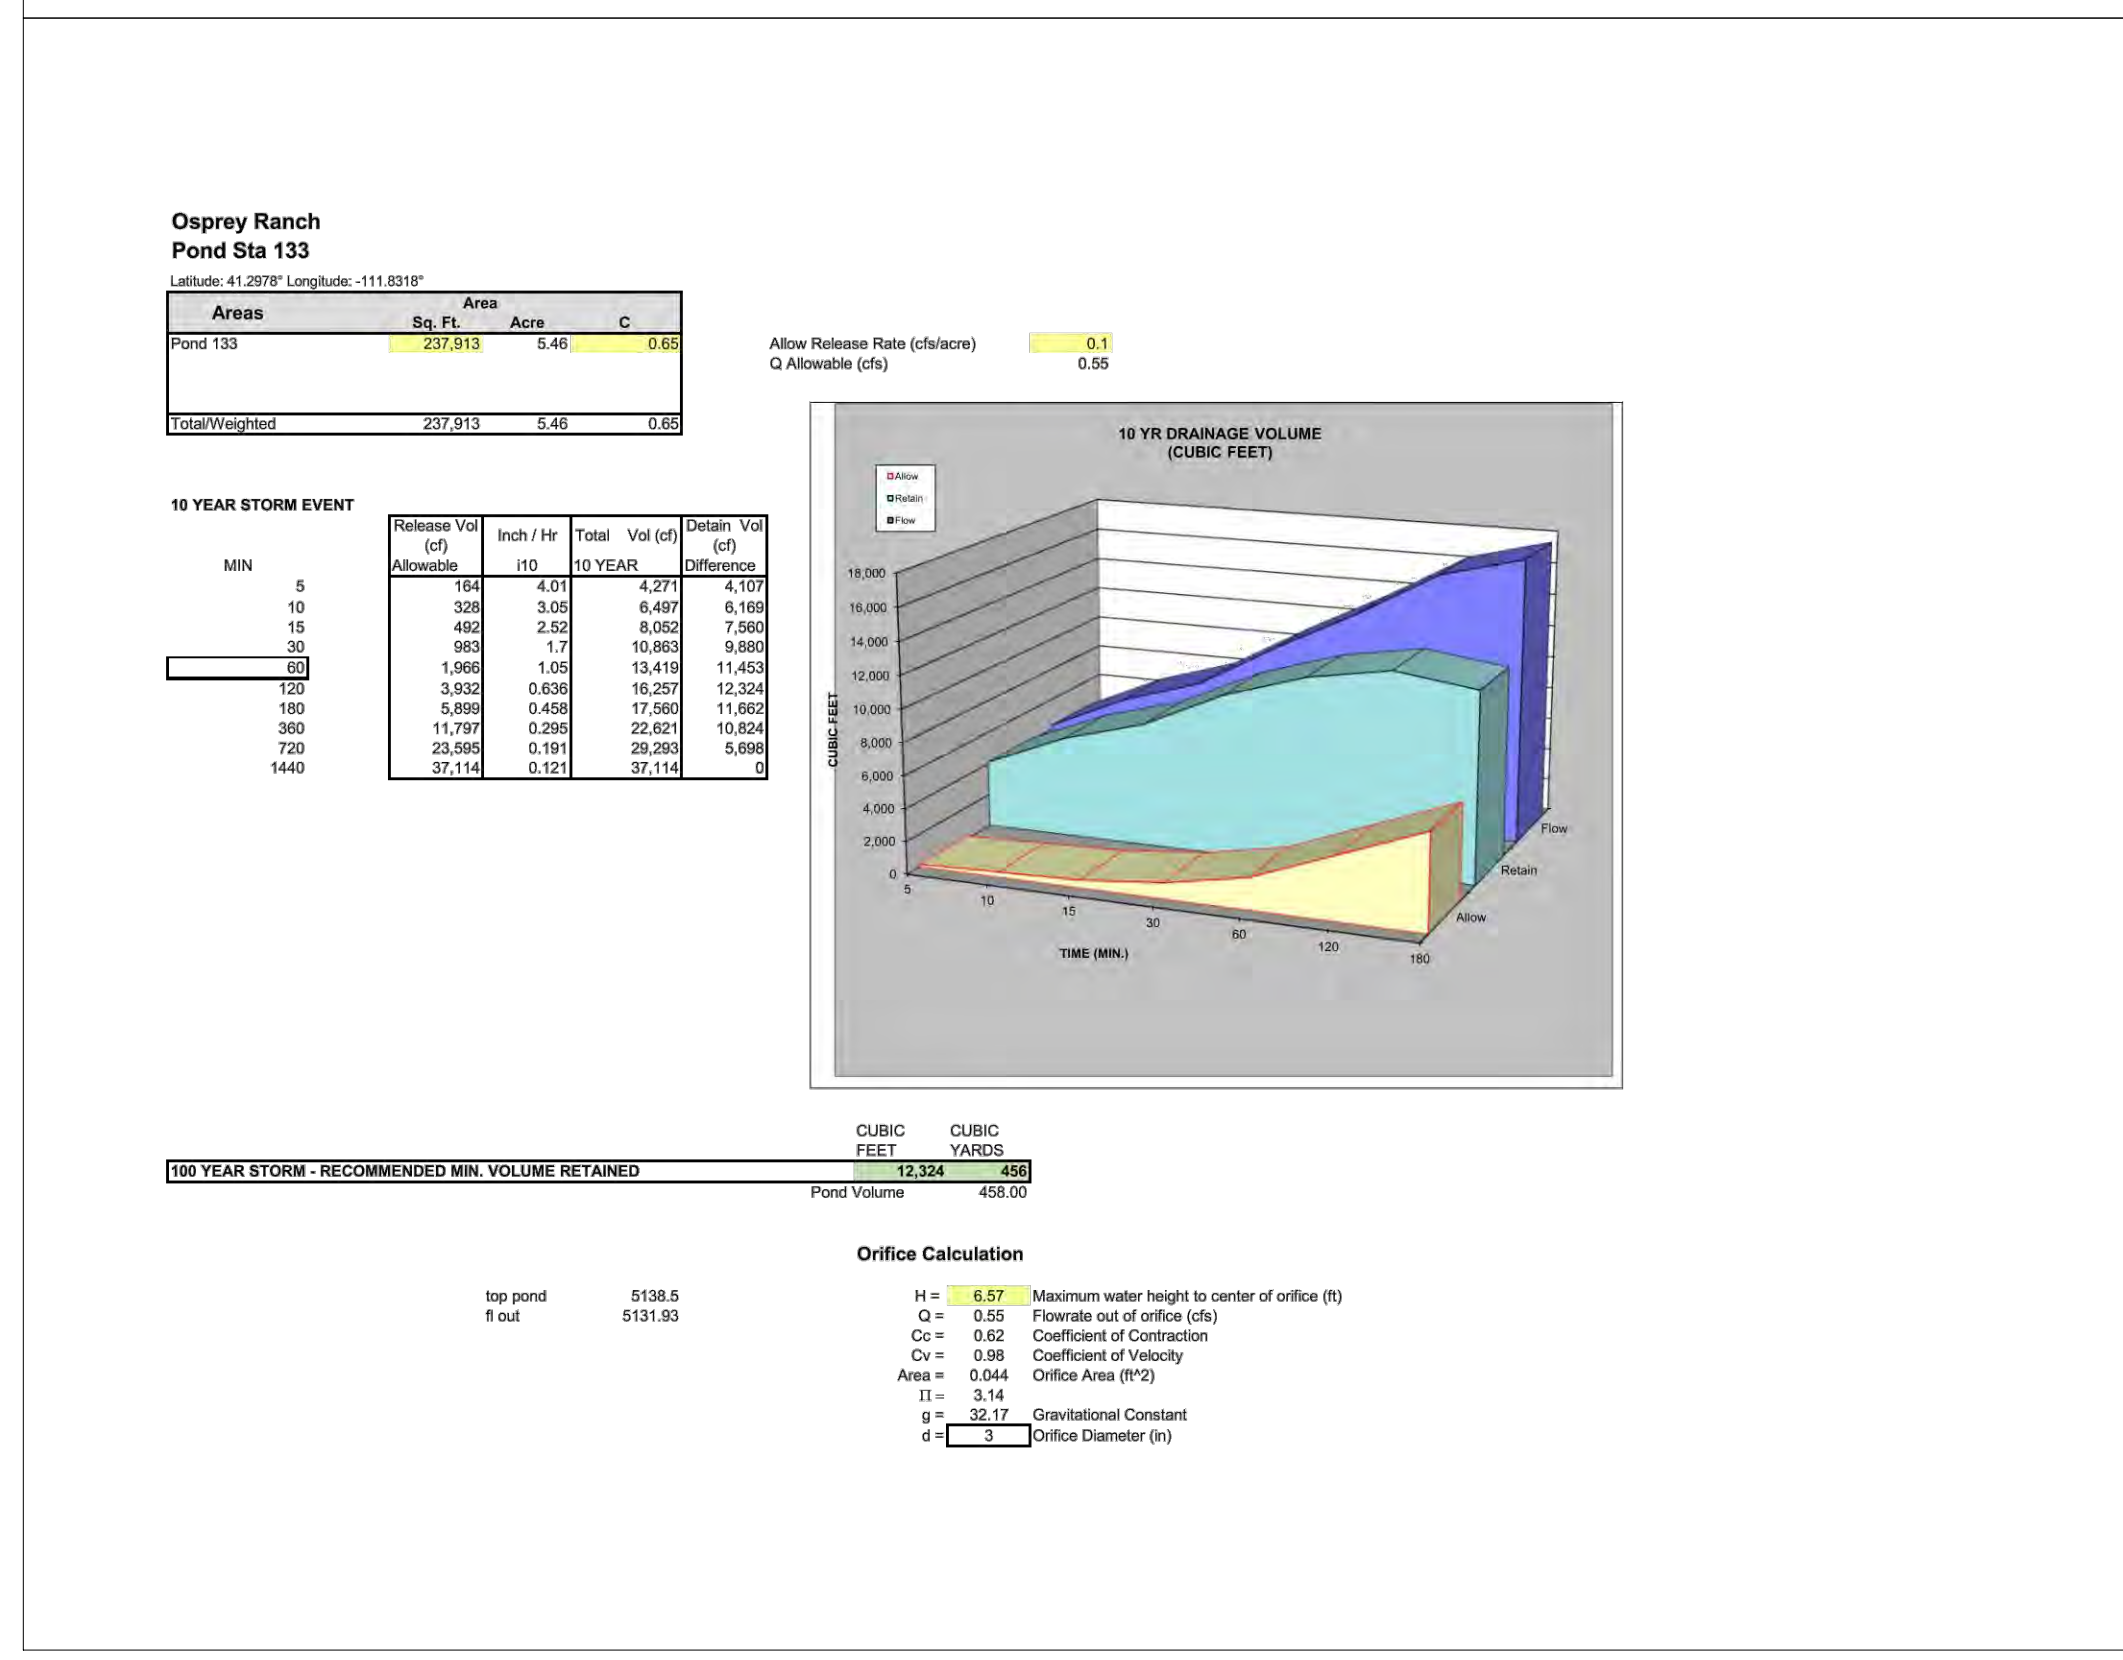 Osprey Ranch
Pond Sta 133
Latitude: 41.2978° Longitude: -111.8318°
Areas Area
Sq. Ft. Acre C
Pond 133 237,913 5.46 0.65
Total/Weighted 237,913 5.46 0.65
Allow Release Rate (cfs/acre) 0.1
Q Allowable (cfs) 0.55
10 YEAR STORM EVENT
Release Vol Inch / Hr Total Vol (cf) Detain Vol
(cf) (cf)
MIN Allowable i10 10 YEAR Difference
5 164 4.01 4,271 4,107
10 328 3.05 6,497 6,169
15 492 2.52 8,052 7,560
30 983 1.7 10,863 9,880
60 1,966 1.05 13,419 11,453
120 3,932 0.636 16,257 12,324
180 5,899 0.458 17,560 11,662
360 11,797 0.295 22,621 10,824
720 23,595 0.191 29,293 5,698
1440 37,114 0.121 37,114 0
10 YR DRAINAGE VOLUME
(CUBIC FEET)
Allow
Retain
Flow
18,000
16,000
14,000
12,000
10,000
8,000
6,000
4,000
2,000
0
CUBIC FEET
5
10
15
30
60
120
180
TIME (MIN.)
Flow
Retain
Allow
CUBIC CUBIC
FEET YARDS
100 YEAR STORM - RECOMMENDED MIN. VOLUME RETAINED 12,324 456
Pond Volume 458.00
Orifice Calculation
top pond 5138.5
fl out 5131.93
H = 6.57 Maximum water height to center of orifice (ft)
Q = 0.55 Flowrate out of orifice (cfs)
Cc = 0.62 Coefficient of Contraction
Cv = 0.98 Coefficient of Velocity
Area = 0.044 Orifice Area (ft^2)
Π = 3.14
g = 32.17 Gravitational Constant
d = 3 Orifice Diameter (in)